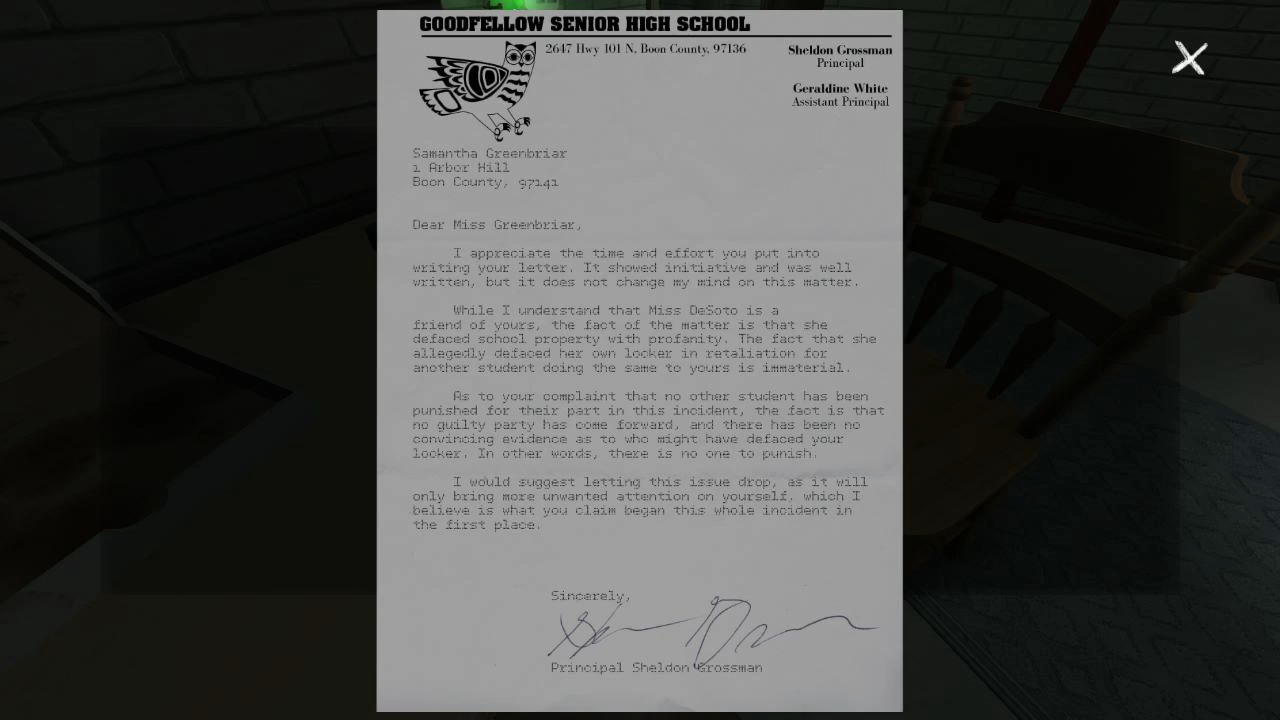 GOODFELLOW SENIOR HIGH SCHOOL
2647 Hwy 101 N, Boon County, 97136
Sheldon Grossman
Principal
Geraldine White
Assistant Principal
Samantha Greenbriar
1 Arbor Hill
Boon County, 97141
Dear Miss Greenbriar,
I appreciate the time and effort you put into
writing your letter. It showed initiative and was well
written, but it does not change my mind on this matter.
While I understand that Miss DeSoto is a
friend of yours, the fact of the matter is that she
defaced school property with profanity. The fact that she
allegedly defaced her own locker in retaliation for
another student doing the same to yours is immaterial.
As to your complaint that no other student has been
punished for their part in this incident, the fact is that
no guilty party has come forward, and there has been no
convincing evidence as to who might have defaced your
locker. In other words, there is no one to punish.
I would suggest letting this issue drop, as it will
only bring more unwanted attention on yourself, which I
believe is what you claim began this whole incident in
the first place.
Sincerely,
Principal Sheldon Grossman